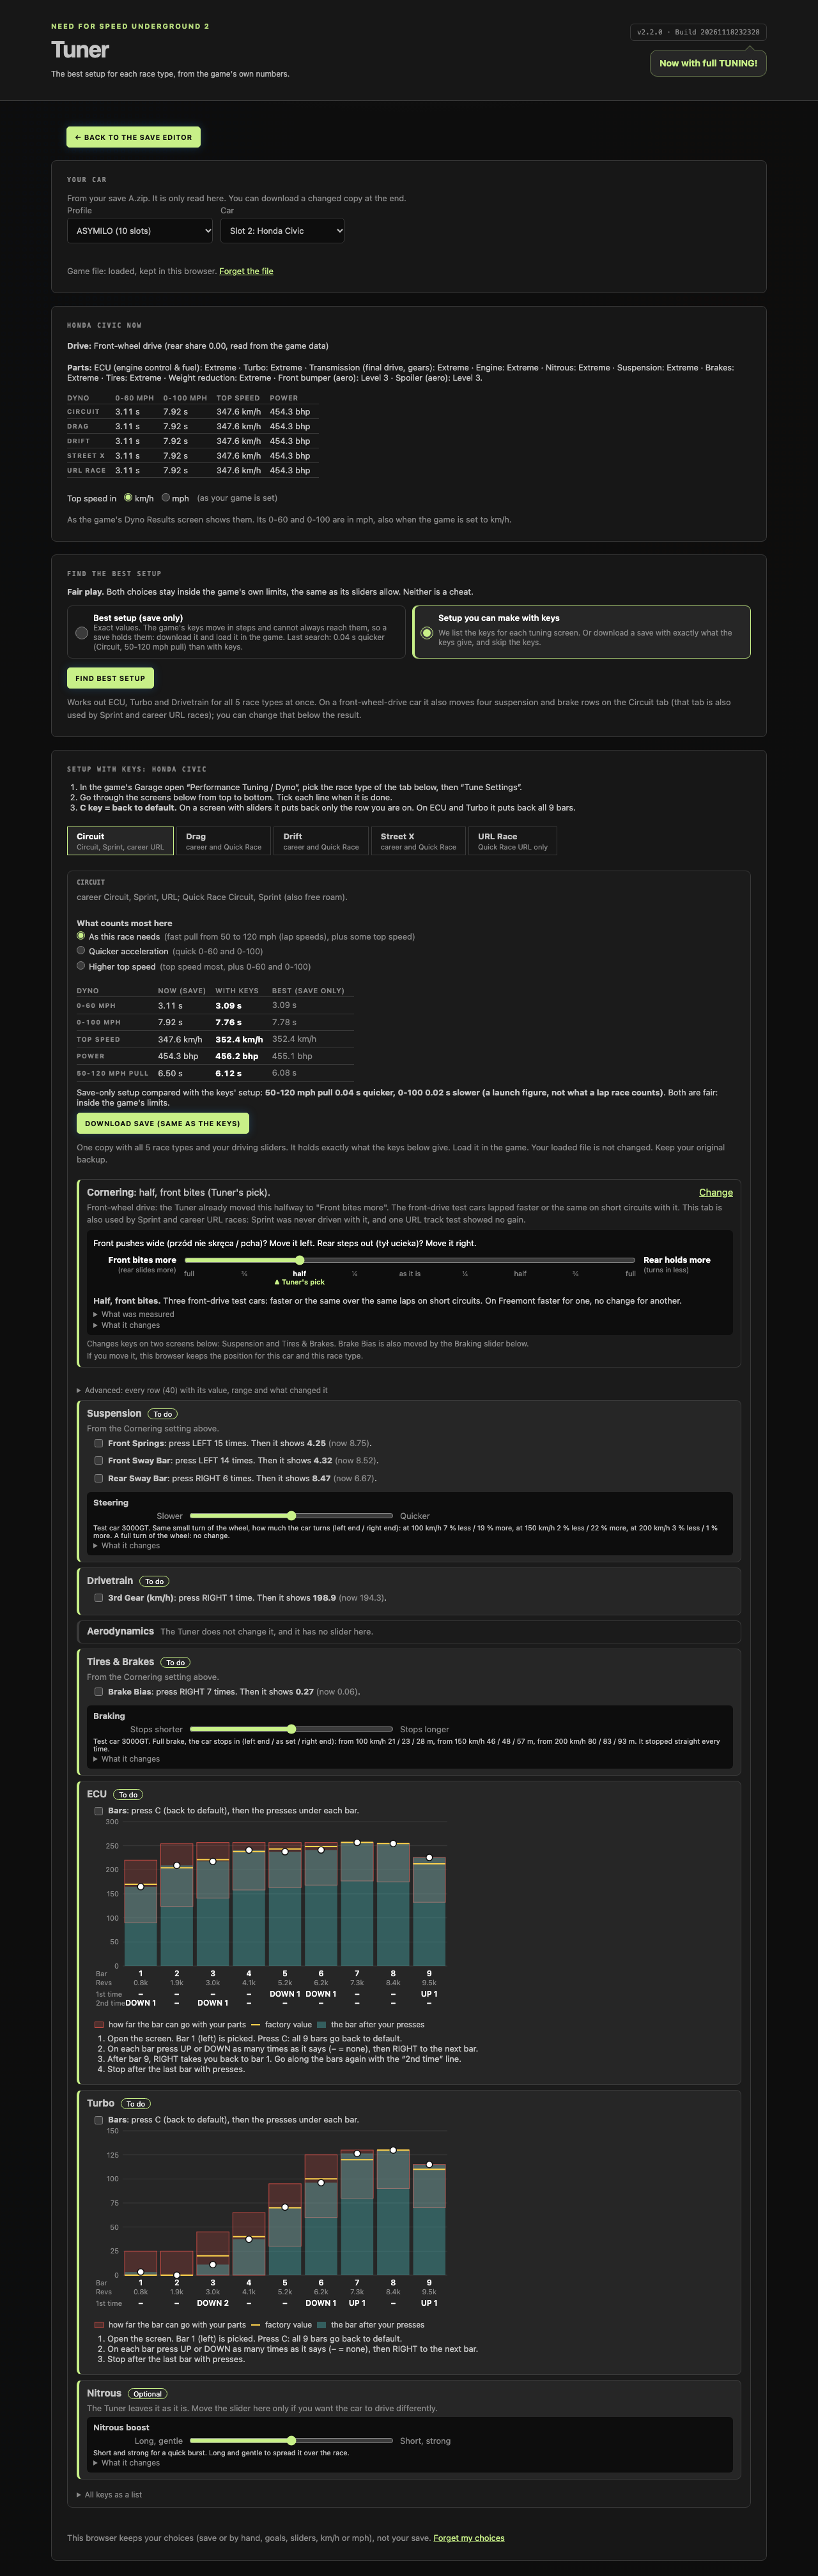 NEED FOR SPEED UNDERGROUND 2
Tuner
The best setup for each race type, from the game's own numbers.
v2.2.0 · Build 20261118232328
Now with full TUNING!
← BACK TO THE SAVE EDITOR
YOUR CAR
From your save A.zip. It is only read here. You can download a changed copy at the end.
Profile Car
ASYMILO (10 slots) Slot 2: Honda Civic
Game file: loaded, kept in this browser. Forget the file
HONDA CIVIC NOW
Drive: Front-wheel drive (rear share 0.00, read from the game data)
Parts: ECU (engine control & fuel): Extreme · Turbo: Extreme · Transmission (final drive, gears): Extreme · Engine: Extreme · Nitrous: Extreme · Suspension: Extreme · Brakes:
Extreme · Tires: Extreme · Weight reduction: Extreme · Front bumper (aero): Level 3 · Spoiler (aero): Level 3.
DYNO 0-60 MPH 0-100 MPH TOP SPEED POWER
CIRCUIT 3.11 s 7.92 s 347.6 km/h 454.3 bhp
DRAG 3.11 s 7.92 s 347.6 km/h 454.3 bhp
DRIFT 3.11 s 7.92 s 347.6 km/h 454.3 bhp
STREET X 3.11 s 7.92 s 347.6 km/h 454.3 bhp
URL RACE 3.11 s 7.92 s 347.6 km/h 454.3 bhp
Top speed in km/h mph (as your game is set)
As the game's Dyno Results screen shows them. Its 0-60 and 0-100 are in mph, also when the game is set to km/h.
FIND THE BEST SETUP
Fair play. Both choices stay inside the game's own limits, the same as its sliders allow. Neither is a cheat.
Best setup (save only)
Exact values. The game's keys move in steps and cannot always reach them, so a
save holds them: download it and load it in the game. Last search: 0.04 s quicker
(Circuit, 50-120 mph pull) than with keys.
Setup you can make with keys
We list the keys for each tuning screen. Or download a save with exactly what the
keys give, and skip the keys.
FIND BEST SETUP
Works out ECU, Turbo and Drivetrain for all 5 race types at once. On a front-wheel-drive car it also moves four suspension and brake rows on the Circuit tab (that tab is also
used by Sprint and career URL races); you can change that below the result.
SETUP WITH KEYS: HONDA CIVIC
1. In the game's Garage open "Performance Tuning / Dyno", pick the race type of the tab below, then "Tune Settings".
2. Go through the screens below from top to bottom. Tick each line when it is done.
3. C key = back to default. On a screen with sliders it puts back only the row you are on. On ECU and Turbo it puts back all 9 bars.
Circuit Drag Drift Street X URL Race
Circuit, Sprint, career URL career and Quick Race career and Quick Race career and Quick Race Quick Race URL only
CIRCUIT
career Circuit, Sprint, URL; Quick Race Circuit, Sprint (also free roam).
What counts most here
As this race needs (fast pull from 50 to 120 mph (lap speeds), plus some top speed)
Quicker acceleration (quick 0-60 and 0-100)
Higher top speed (top speed most, plus 0-60 and 0-100)
DYNO NOW (SAVE) WITH KEYS BEST (SAVE ONLY)
0-60 MPH 3.11 s 3.09 s 3.09 s
0-100 MPH 7.92 s 7.76 s 7.78 s
TOP SPEED 347.6 km/h 352.4 km/h 352.4 km/h
POWER 454.3 bhp 456.2 bhp 455.1 bhp
50-120 MPH PULL 6.50 s 6.12 s 6.08 s
Save-only setup compared with the keys' setup: 50-120 mph pull 0.04 s quicker, 0-100 0.02 s slower (a launch figure, not what a lap race counts). Both are fair:
inside the game's limits.
DOWNLOAD SAVE (SAME AS THE KEYS)
One copy with all 5 race types and your driving sliders. It holds exactly what the keys below give. Load it in the game. Your loaded file is not changed. Keep your original
backup.
Cornering: half, front bites (Tuner's pick). Change
Front-wheel drive: the Tuner already moved this halfway to "Front bites more". The front-drive test cars lapped faster or the same on short circuits with it. This tab is
also used by Sprint and career URL races: Sprint was never driven with it, and one URL track test showed no gain.
Front pushes wide (przód nie skręca / pcha)? Move it left. Rear steps out (tył ucieka)? Move it right.
Front bites more Rear holds more
(rear slides more) (turns in less)
full ¾ half ¼ as it is ¼ half ¾ full
▲ Tuner's pick
Half, front bites. Three front-drive test cars: faster or the same over the same laps on short circuits. On Freemont faster for one, no change for another.
▶ What was measured
▶ What it changes
Changes keys on two screens below: Suspension and Tires & Brakes. Brake Bias is also moved by the Braking slider below.
If you move it, this browser keeps the position for this car and this race type.
▶ Advanced: every row (40) with its value, range and what changed it
Suspension To do
From the Cornering setting above.
Front Springs: press LEFT 15 times. Then it shows 4.25 (now 8.75).
Front Sway Bar: press LEFT 14 times. Then it shows 4.32 (now 8.52).
Rear Sway Bar: press RIGHT 6 times. Then it shows 8.47 (now 6.67).
Steering
Slower Quicker
Test car 3000GT. Same small turn of the wheel, how much the car turns (left end / right end): at 100 km/h 7 % less / 19 % more, at 150 km/h 2 % less / 22 % more, at 200 km/h 3 % less / 1 %
more. A full turn of the wheel: no change.
▶ What it changes
Drivetrain To do
3rd Gear (km/h): press RIGHT 1 time. Then it shows 198.9 (now 194.3).
Aerodynamics The Tuner does not change it, and it has no slider here.
Tires & Brakes To do
From the Cornering setting above.
Brake Bias: press RIGHT 7 times. Then it shows 0.27 (now 0.06).
Braking
Stops shorter Stops longer
Test car 3000GT. Full brake, the car stops in (left end / as set / right end): from 100 km/h 21 / 23 / 28 m, from 150 km/h 46 / 48 / 57 m, from 200 km/h 80 / 83 / 93 m. It stopped straight every
time.
▶ What it changes
ECU To do
Bars: press C (back to default), then the presses under each bar.
300
250
200
150
100
50
0
Bar 1 2 3 4 5 6 7 8 9
Revs 0.8k 1.9k 3.0k 4.1k 5.2k 6.2k 7.3k 8.4k 9.5k
1st time – – – – DOWN 1 DOWN 1 – – UP 1
2nd time DOWN 1 – DOWN 1 – – – – – –
how far the bar can go with your parts factory value the bar after your presses
1. Open the screen. Bar 1 (left) is picked. Press C: all 9 bars go back to default.
2. On each bar press UP or DOWN as many times as it says (– = none), then RIGHT to the next bar.
3. After bar 9, RIGHT takes you back to bar 1. Go along the bars again with the "2nd time" line.
4. Stop after the last bar with presses.
Turbo To do
Bars: press C (back to default), then the presses under each bar.
150
125
100
75
50
25
0
Bar 1 2 3 4 5 6 7 8 9
Revs 0.8k 1.9k 3.0k 4.1k 5.2k 6.2k 7.3k 8.4k 9.5k
1st time – – DOWN 2 – – DOWN 1 UP 1 – UP 1
how far the bar can go with your parts factory value the bar after your presses
1. Open the screen. Bar 1 (left) is picked. Press C: all 9 bars go back to default.
2. On each bar press UP or DOWN as many times as it says (– = none), then RIGHT to the next bar.
3. Stop after the last bar with presses.
Nitrous Optional
The Tuner leaves it as it is. Move the slider here only if you want the car to drive differently.
Nitrous boost
Long, gentle Short, strong
Short and strong for a quick burst. Long and gentle to spread it over the race.
▶ What it changes
▶ All keys as a list
This browser keeps your choices (save or by hand, goals, sliders, km/h or mph), not your save. Forget my choices